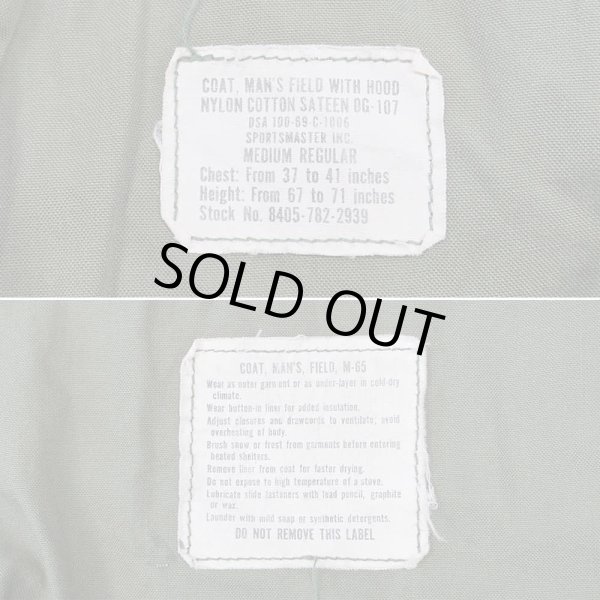 COAT, MAN'S FIELD WITH HOOD
NYLON COTTON SATEEN OG-107
DSA 100-69-C-1006
SPORTSMASTER INC.
MEDIUM REGULAR
Chest: From 37 to 41 inches
Height: From 67 to 71 inches
Stock No. 8405-782-2939
SOLD OUT
COAT, MAN'S, FIELD, M-65
Wear as outer garment or as under-layer in cold-dry
climate.
Wear button-in liner for added insulation.
Adjust closures and drawcords to ventilate, avoid
overheating of body.
Brush snow or frost from garments before entering
heated shelters.
Remove liner from coat for faster drying.
Do not expose to high temperature of a stove.
Lubricate slide fasteners with lead pencil, graphite
or wax.
Launder with mild soap or synthetic detergents.
DO NOT REMOVE THIS LABEL